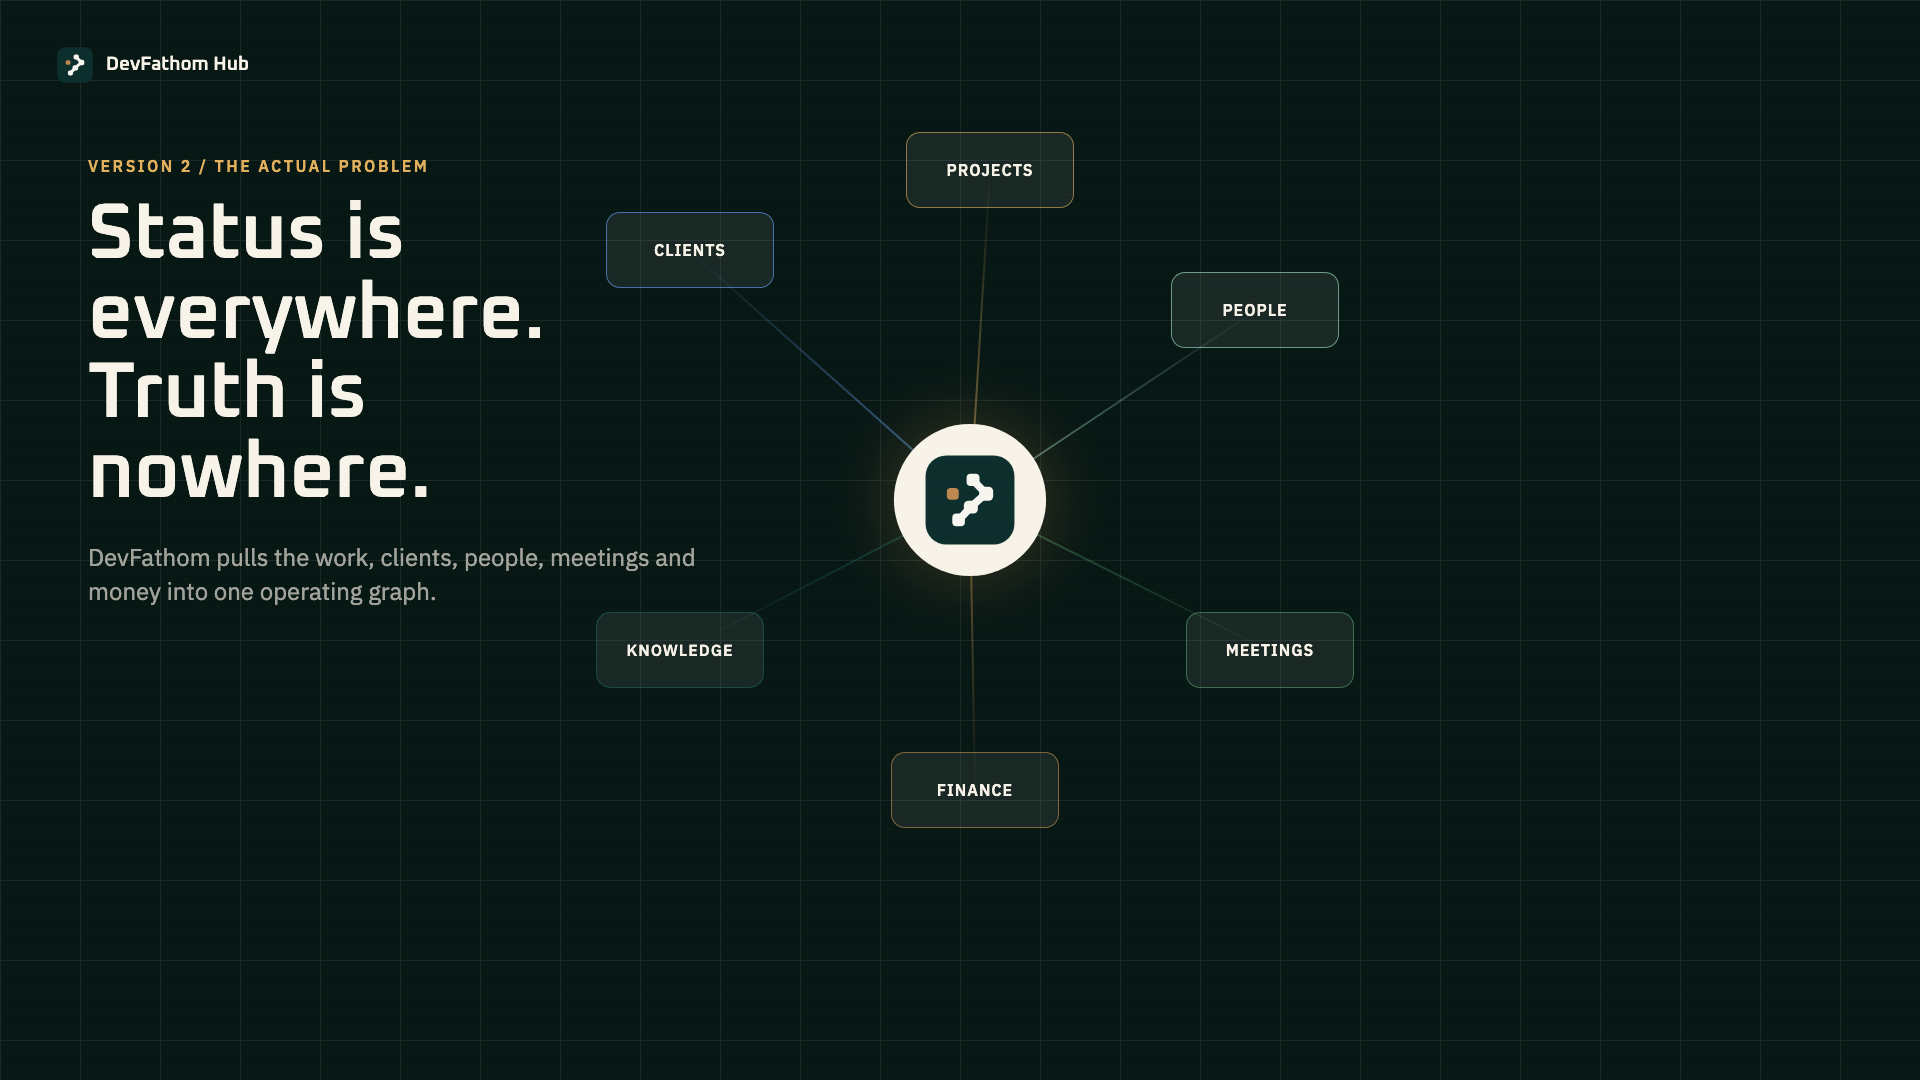 DevFathom Hub
VERSION 2 / THE ACTUAL PROBLEM
Status is
everywhere.
Truth is
nowhere.
DevFathom pulls the work, clients, people, meetings and
money into one operating graph.
PROJECTS
CLIENTS
PEOPLE
KNOWLEDGE
MEETINGS
FINANCE